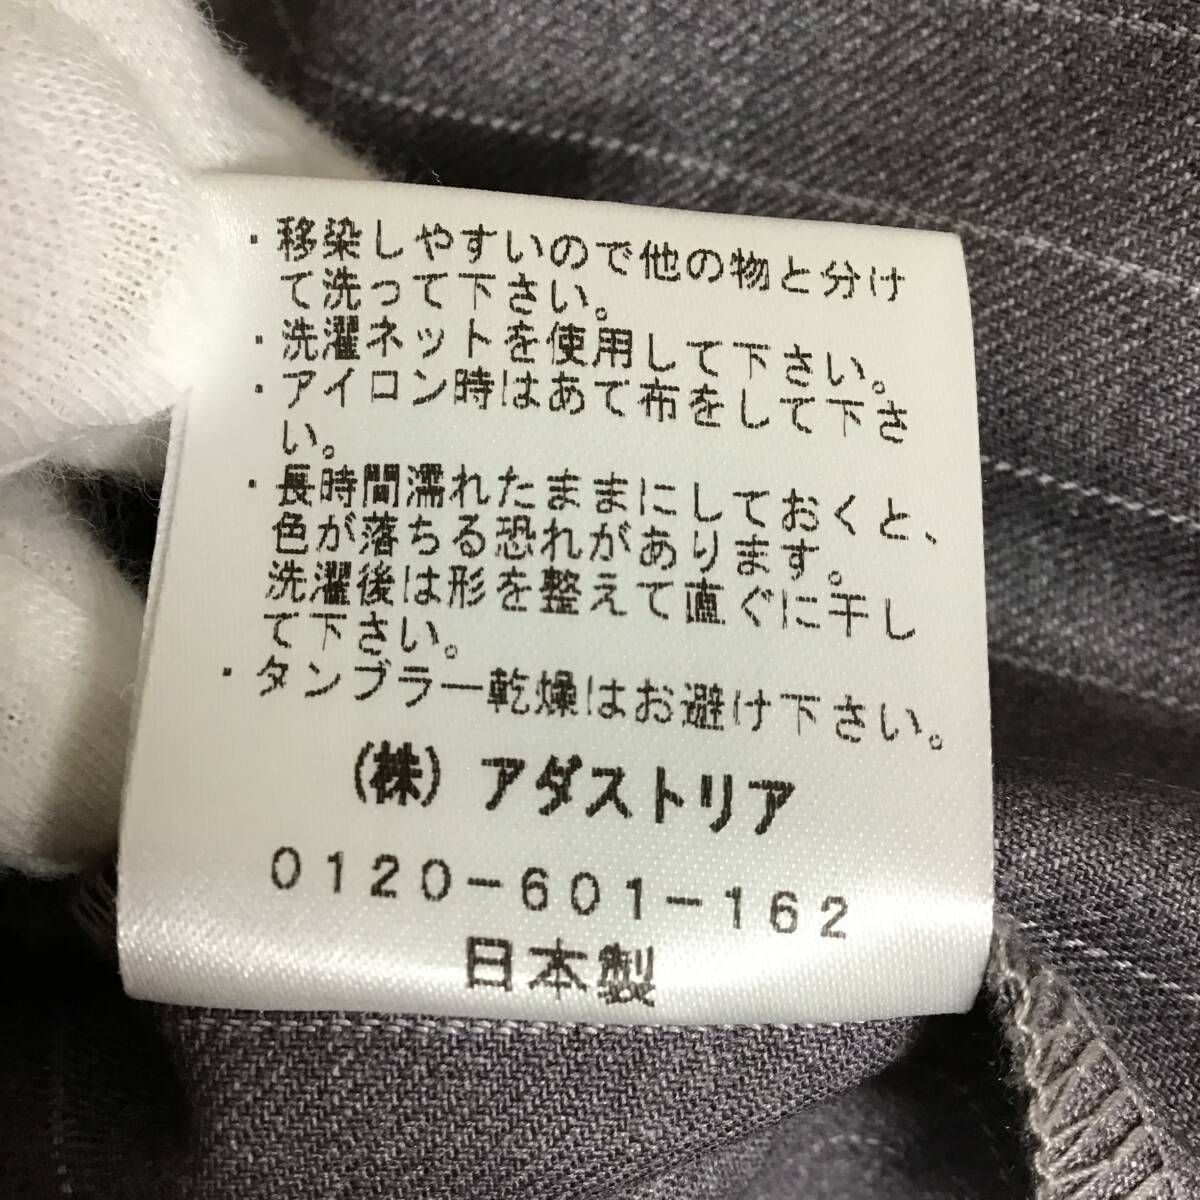 ・移染しやすいので他の物と分け
て洗って下さい。
・洗濯ネットを使用して下さい。
・アイロン時はあて布をして下さ
い。
・長時間濡れたままにしておくと、
色が落ちる恐れがあります。
洗濯後は形を整えて直ぐに干し
て下さい。
・タンブラー乾燥はお避け下さい。
(株)アダストリア
0120-601-162
日本製